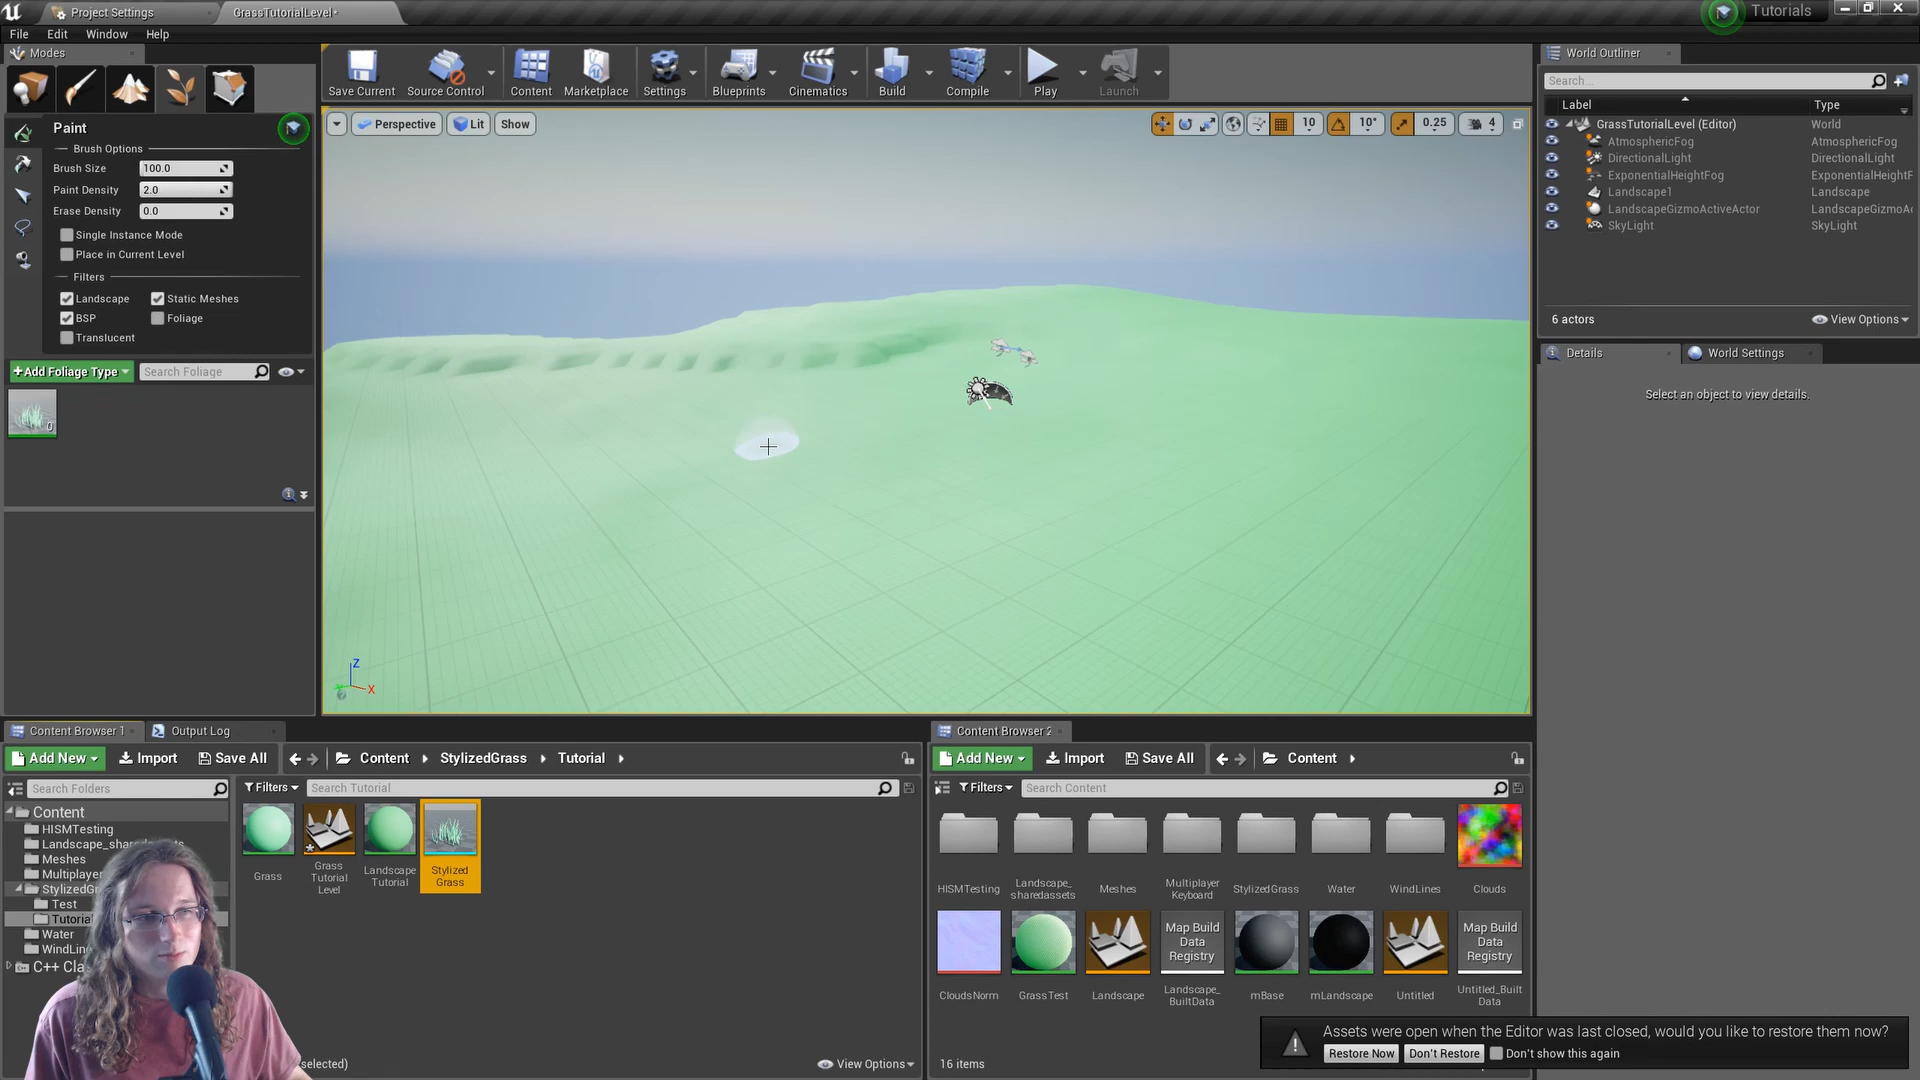 Project Settings
GrassTutorialLevel•
Tutorials
File Edit Window Help
Modes
Save Current
Source Control
Content
Marketplace
Settings
Blueprints
Cinematics
Build
Compile
Play
Launch
Paint
Brush Options
Brush Size 100.0
Paint Density 2.0
Erase Density 0.0
Single Instance Mode
Place in Current Level
Filters
Landscape Static Meshes
BSP Foliage
Translucent
+Add Foliage Type Search Foliage
0
Perspective Lit Show
10 10° 0.25 4
Z
X
World Outliner
Search...
Label Type
GrassTutorialLevel (Editor) World
AtmosphericFog AtmosphericFog
DirectionalLight DirectionalLight
ExponentialHeightFog ExponentialHeightF
Landscape1 Landscape
LandscapeGizmoActiveActor LandscapeGizmoAc
SkyLight SkyLight
6 actors View Options
Details World Settings
Select an object to view details.
Content Browser 1 Output Log
Add New Import Save All Content StylizedGrass Tutorial
Search Folders
Filters Search Tutorial
Content
HISMTesting
Landscape_sharedassets
Meshes
Multiplayer
StylizedGr
Test
Tutorial
Water
WindLine
C++ Clas
Grass
Grass
Tutorial
Level
Landscape
Tutorial
Stylized
Grass
selected)
View Options
Content Browser 2
Add New Import Save All Content
Filters Search Content
HISMTesting
Landscape_
sharedassets
Meshes
Multiplayer
Keyboard
StylizedGrass
Water
WindLines
Clouds
Map Build
Data
Registry
Map Build
Data
Registry
CloudsNorm
GrassTest
Landscape
Landscape_
BuiltData
mBase
mLandscape
Untitled
Untitled_Built
Data
16 items
Assets were open when the Editor was last closed, would you like to restore them now?
Restore Now Don't Restore Don't show this again